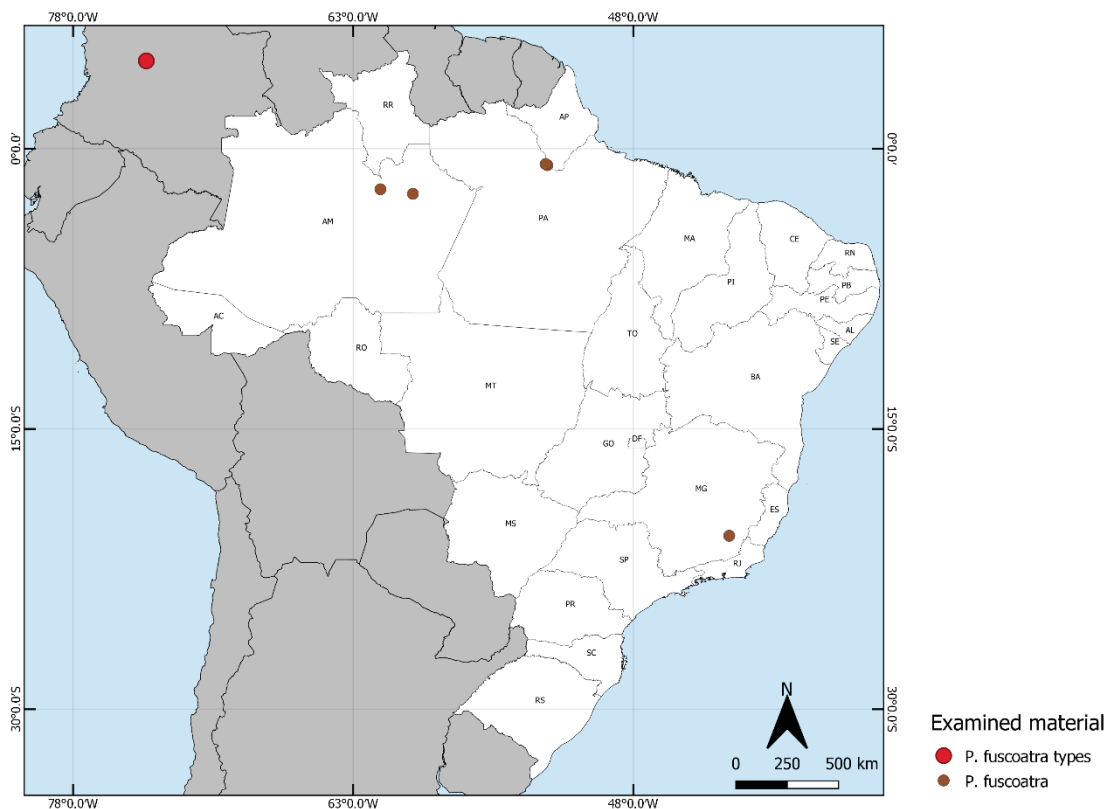 78°0.0'W 63°0.0'W 48°0.0'W
RR
AP
0°0.0' 0°0.0'
AM
PA
MA
CE
RN
PI
PB
PE
AC
AL
TO
SE
RO
BA
MT
15°0.0'S 15°0.0'S
GO
DF
MG
ES
MS
SP
RJ
PR
SC
RS
N
30°0.0'S 30°0.0'S
0 250 500 km
78°0.0'W 63°0.0'W 48°0.0'W
Examined material
P. fuscoatra types
P. fuscoatra